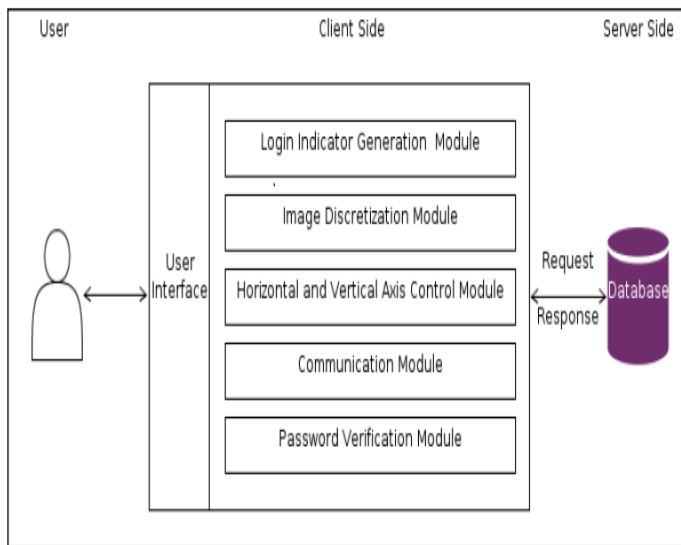 User
Client Side
Server Side
Login Indicator Generation Module
Image Discretization Module
User
Interface
Horizontal and Vertical Axis Control Module
Communication Module
Password Verification Module
Request
Response
Database